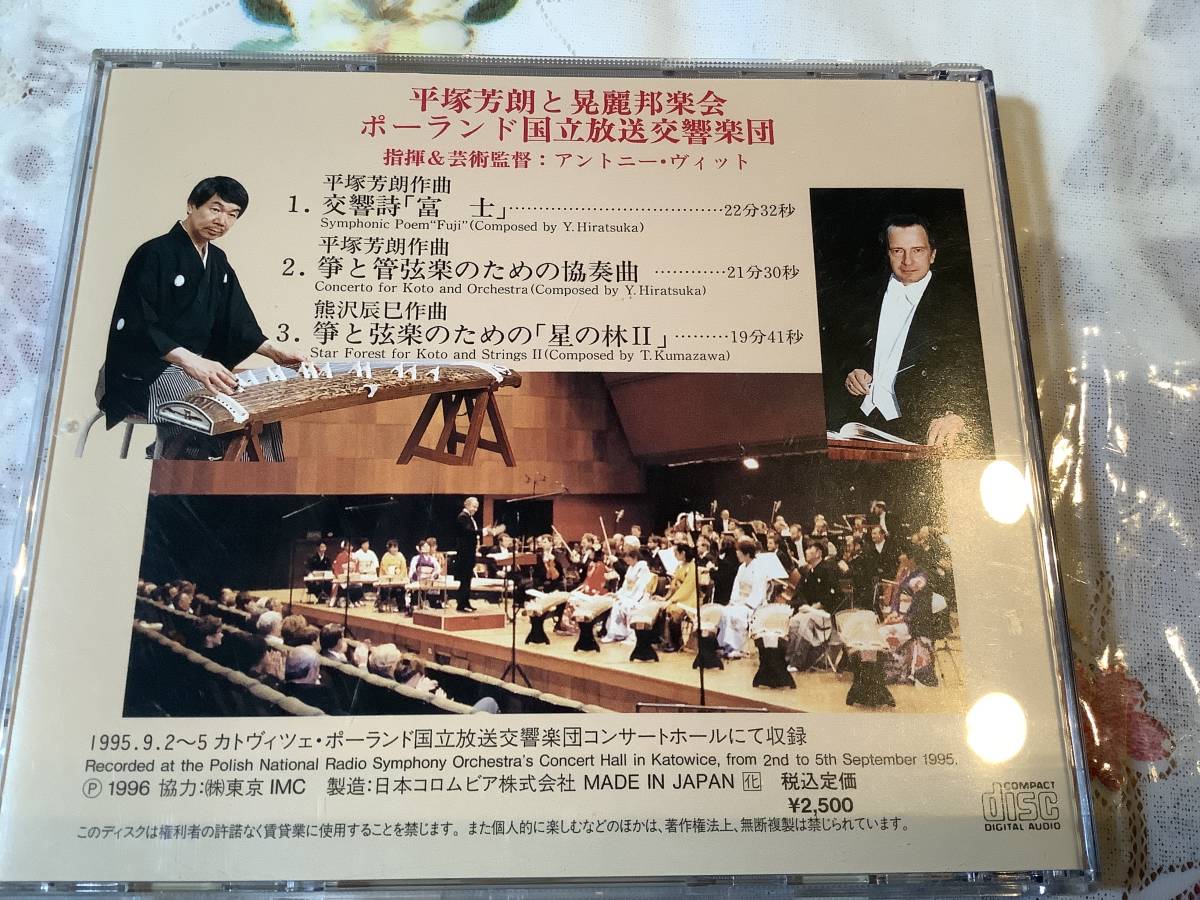 平塚芳朗と晃麗邦楽会
ポーランド国立放送交響楽団
指揮&芸術監督：アントニー・ヴィット
平塚芳朗作曲
1. 交響詩「富　士」……………………………22分32秒
Symphonic Poem“Fuji”(Composed by Y.Hiratsuka)
平塚芳朗作曲
2. 箏と管弦楽のための協奏曲 …………21分30秒
Concerto for Koto and Orchestra(Composed by Y.Hiratsuka)
熊沢辰巳作曲
3. 箏と弦楽のための「星の林II」………19分41秒
Star Forest for Koto and Strings II(Composed by T.Kumazawa)
1995.9.2～5 カトヴィツェ・ポーランド国立放送交響楽団コンサートホールにて収録
Recorded at the Polish National Radio Symphony Orchestra's Concert Hall in Katowice, from 2nd to 5th September 1995.
Ⓟ 1996 協力：㈱東京 IMC　製造：日本コロムビア株式会社 MADE IN JAPAN 化 税込定価
¥2,500
このディスクは権利者の許諾なく賃貸業に使用することを禁じます。また個人的に楽しむなどのほかは、著作権法上、無断複製は禁じられています。
COMPACT
disc
DIGITAL AUDIO